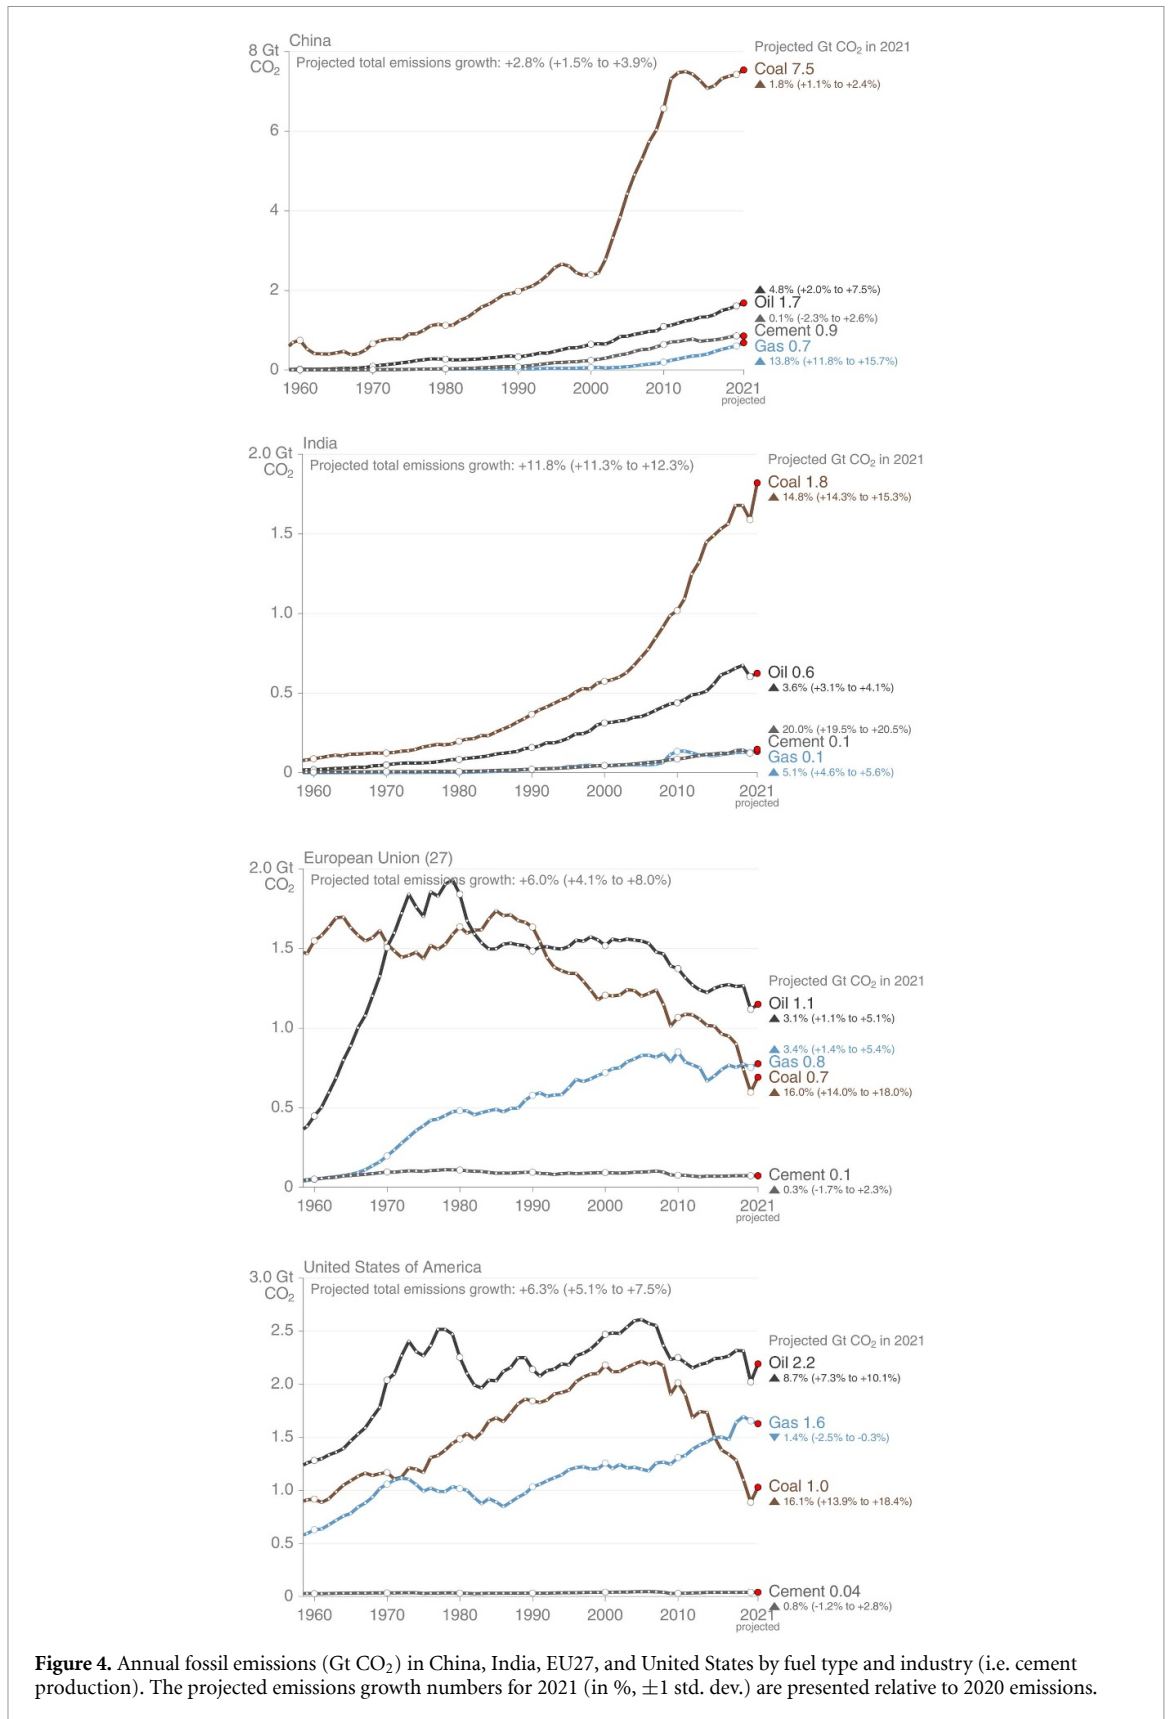 China
8 Gt
CO₂
Projected total emissions growth: +2.8% (+1.5% to +3.9%)
Projected Gt CO₂ in 2021
Coal 7.5
▲ 1.8% (+1.1% to +2.4%)
6
4
2
▲ 4.8% (+2.0% to +7.5%)
Oil 1.7
▲ 0.1% (-2.3% to +2.6%)
Cement 0.9
Gas 0.7
▲ 13.8% (+11.8% to +15.7%)
0
1960 1970 1980 1990 2000 2010 2021
projected
India
2.0 Gt
CO₂
Projected total emissions growth: +11.8% (+11.3% to +12.3%)
Projected Gt CO₂ in 2021
Coal 1.8
▲ 14.8% (+14.3% to +15.3%)
1.5
1.0
0.5
Oil 0.6
▲ 3.6% (+3.1% to +4.1%)
▲ 20.0% (+19.5% to +20.5%)
Cement 0.1
Gas 0.1
▲ 5.1% (+4.6% to +5.6%)
0
1960 1970 1980 1990 2000 2010 2021
projected
European Union (27)
2.0 Gt
CO₂
Projected total emissions growth: +6.0% (+4.1% to +8.0%)
1.5
Projected Gt CO₂ in 2021
Oil 1.1
▲ 3.1% (+1.1% to +5.1%)
1.0
▲ 3.4% (+1.4% to +5.4%)
Gas 0.8
Coal 0.7
▲ 16.0% (+14.0% to +18.0%)
0.5
Cement 0.1
▲ 0.3% (-1.7% to +2.3%)
0
1960 1970 1980 1990 2000 2010 2021
projected
United States of America
3.0 Gt
CO₂
Projected total emissions growth: +6.3% (+5.1% to +7.5%)
2.5
Projected Gt CO₂ in 2021
Oil 2.2
▲ 8.7% (+7.3% to +10.1%)
2.0
Gas 1.6
▼ 1.4% (-2.5% to -0.3%)
1.5
Coal 1.0
▲ 16.1% (+13.9% to +18.4%)
1.0
0.5
Cement 0.04
▲ 0.8% (-1.2% to +2.8%)
0
1960 1970 1980 1990 2000 2010 2021
projected
Figure 4. Annual fossil emissions (Gt CO₂) in China, India, EU27, and United States by fuel type and industry (i.e. cement
production). The projected emissions growth numbers for 2021 (in %, ±1 std. dev.) are presented relative to 2020 emissions.